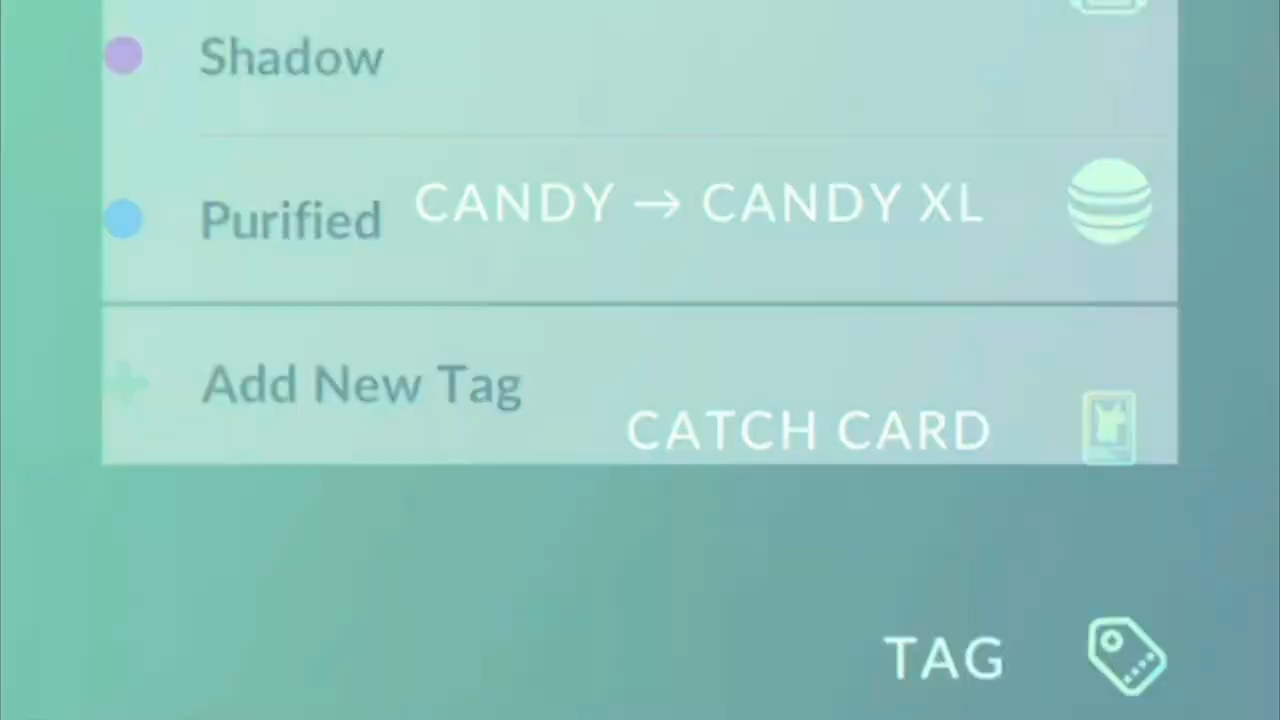 Shadow
Purified
CANDY → CANDY XL
Add New Tag
CATCH CARD
TAG